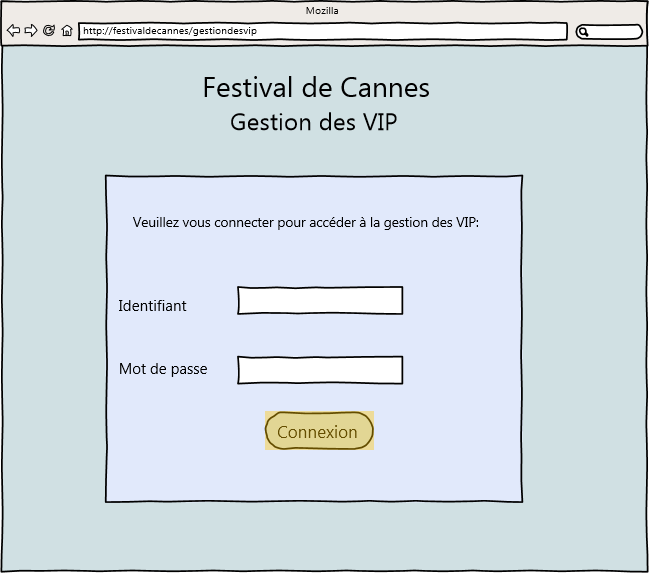 Mozilla
http://festivaldecannes/gestiondesvip
Festival de Cannes
Gestion des VIP
Veuillez vous connecter pour accéder à la gestion des VIP:
Identifiant
Mot de passe
Connexion